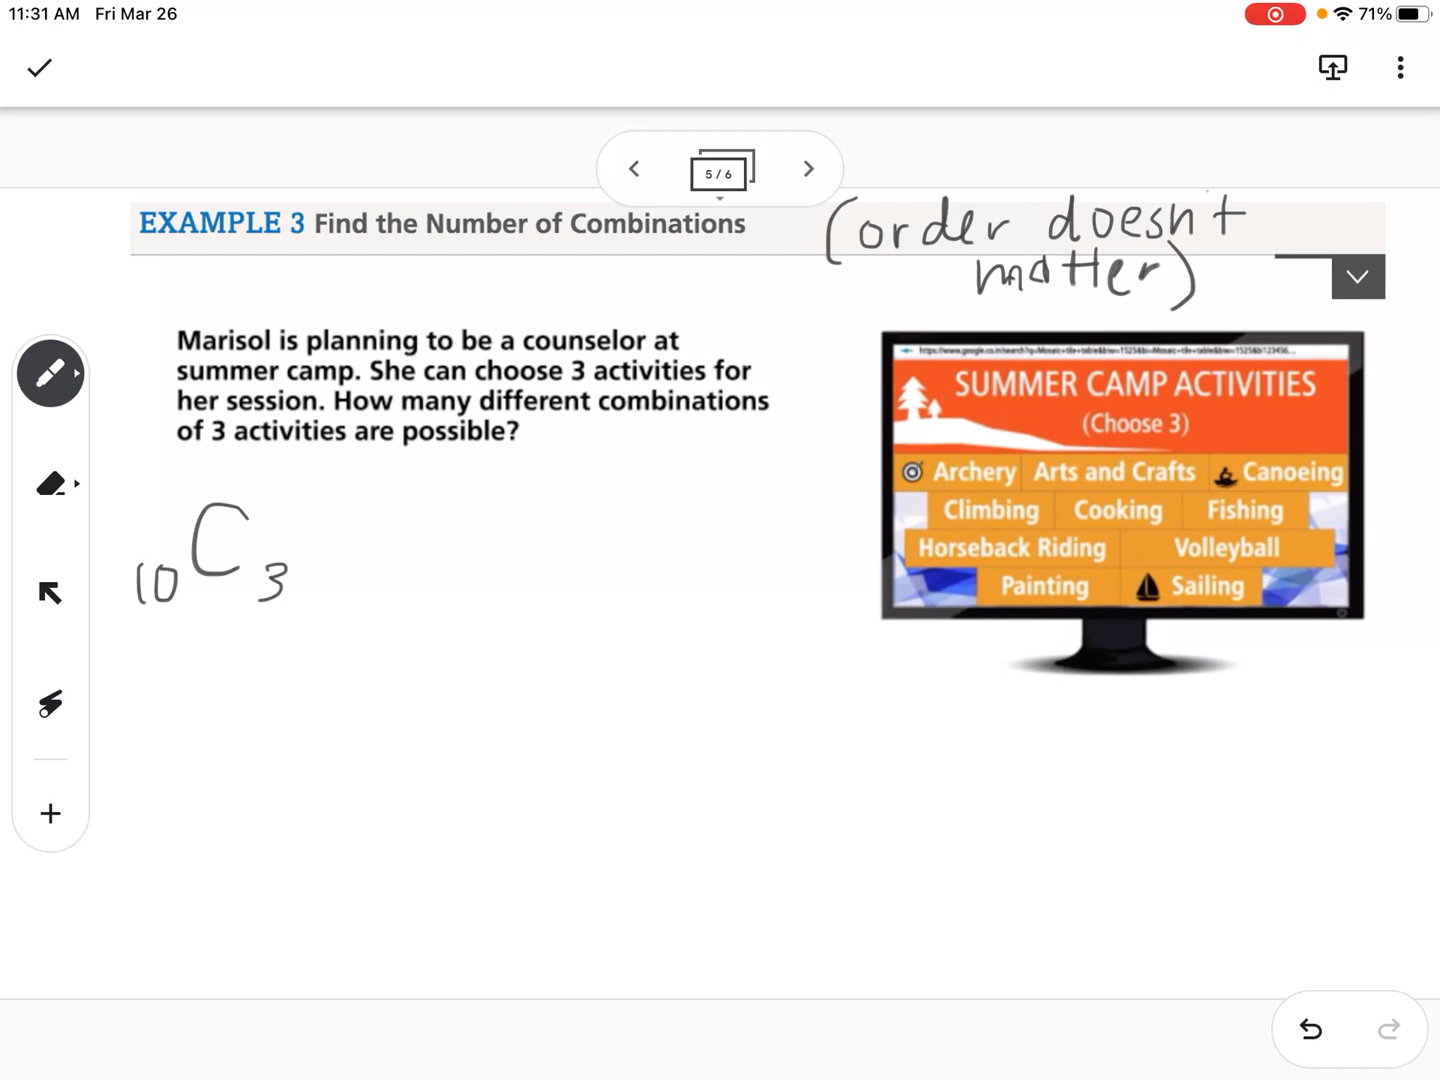 11:31 AM Fri Mar 26
71%
5 / 6
EXAMPLE 3 Find the Number of Combinations
(order doesn't
matter)
Marisol is planning to be a counselor at
summer camp. She can choose 3 activities for
her session. How many different combinations
of 3 activities are possible?
10 C 3
SUMMER CAMP ACTIVITIES
(Choose 3)
Archery Arts and Crafts Canoeing
Climbing Cooking Fishing
Horseback Riding Volleyball
Painting Sailing